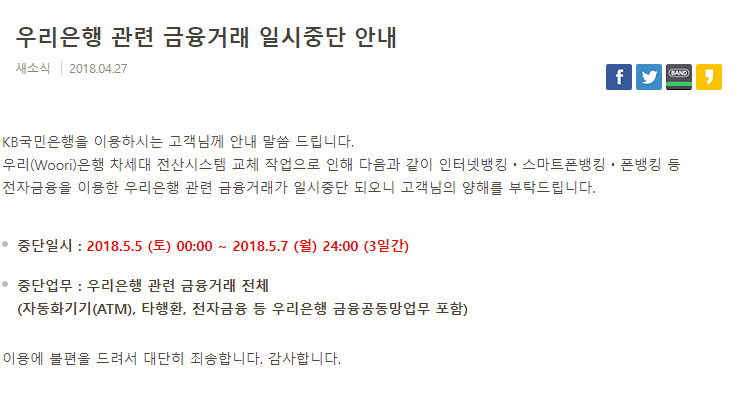 우리은행 관련 금융거래 일시중단 안내
새소식 2018.04.27
BAND
KB국민은행을 이용하시는 고객님께 안내 말씀 드립니다.
우리(Woori)은행 차세대 전산시스템 교체 작업으로 인해 다음과 같이 인터넷뱅킹・스마트폰뱅킹・폰뱅킹 등
전자금융을 이용한 우리은행 관련 금융거래가 일시중단 되오니 고객님의 양해를 부탁드립니다.
중단일시 : 2018.5.5 (토) 00:00 ~ 2018.5.7 (월) 24:00 (3일간)
중단업무 : 우리은행 관련 금융거래 전체
(자동화기기(ATM), 타행환, 전자금융 등 우리은행 금융공동망업무 포함)
이용에 불편을 드려서 대단히 죄송합니다. 감사합니다.